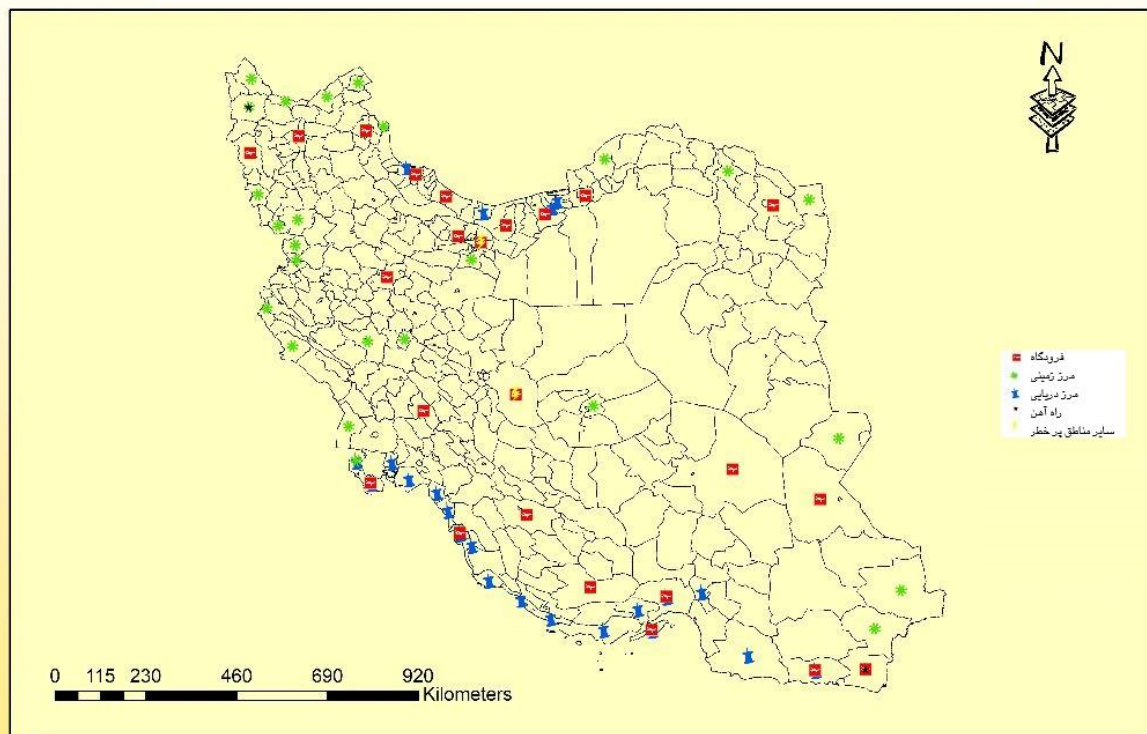 N
فرودگاه
مرز زمینی
مرز دریایی
راه آهن
سایر مناطق پر خطر
0 115 230 460 690 920
Kilometers